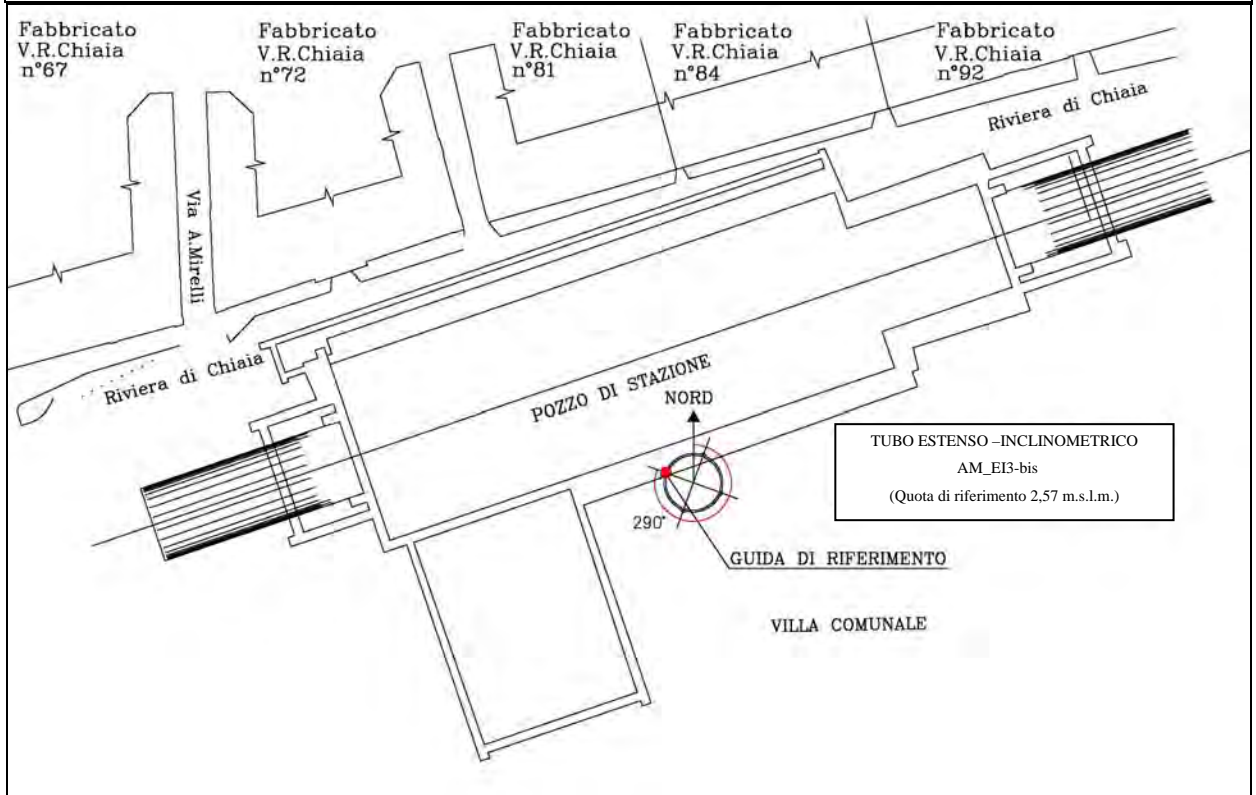 Fabbricato
V.R.Chiaia
n°67
Fabbricato
V.R.Chiaia
n°72
Fabbricato
V.R.Chiaia
n°81
Fabbricato
V.R.Chiaia
n°84
Fabbricato
V.R.Chiaia
n°92
Riviera di Chiaia
Via A.Mirelli
Riviera di Chiaia
POZZO DI STAZIONE
NORD
TUBO ESTENSO –INCLINOMETRICO
AM_EI3-bis
(Quota di riferimento 2,57 m.s.l.m.)
290°
GUIDA DI RIFERIMENTO
VILLA COMUNALE